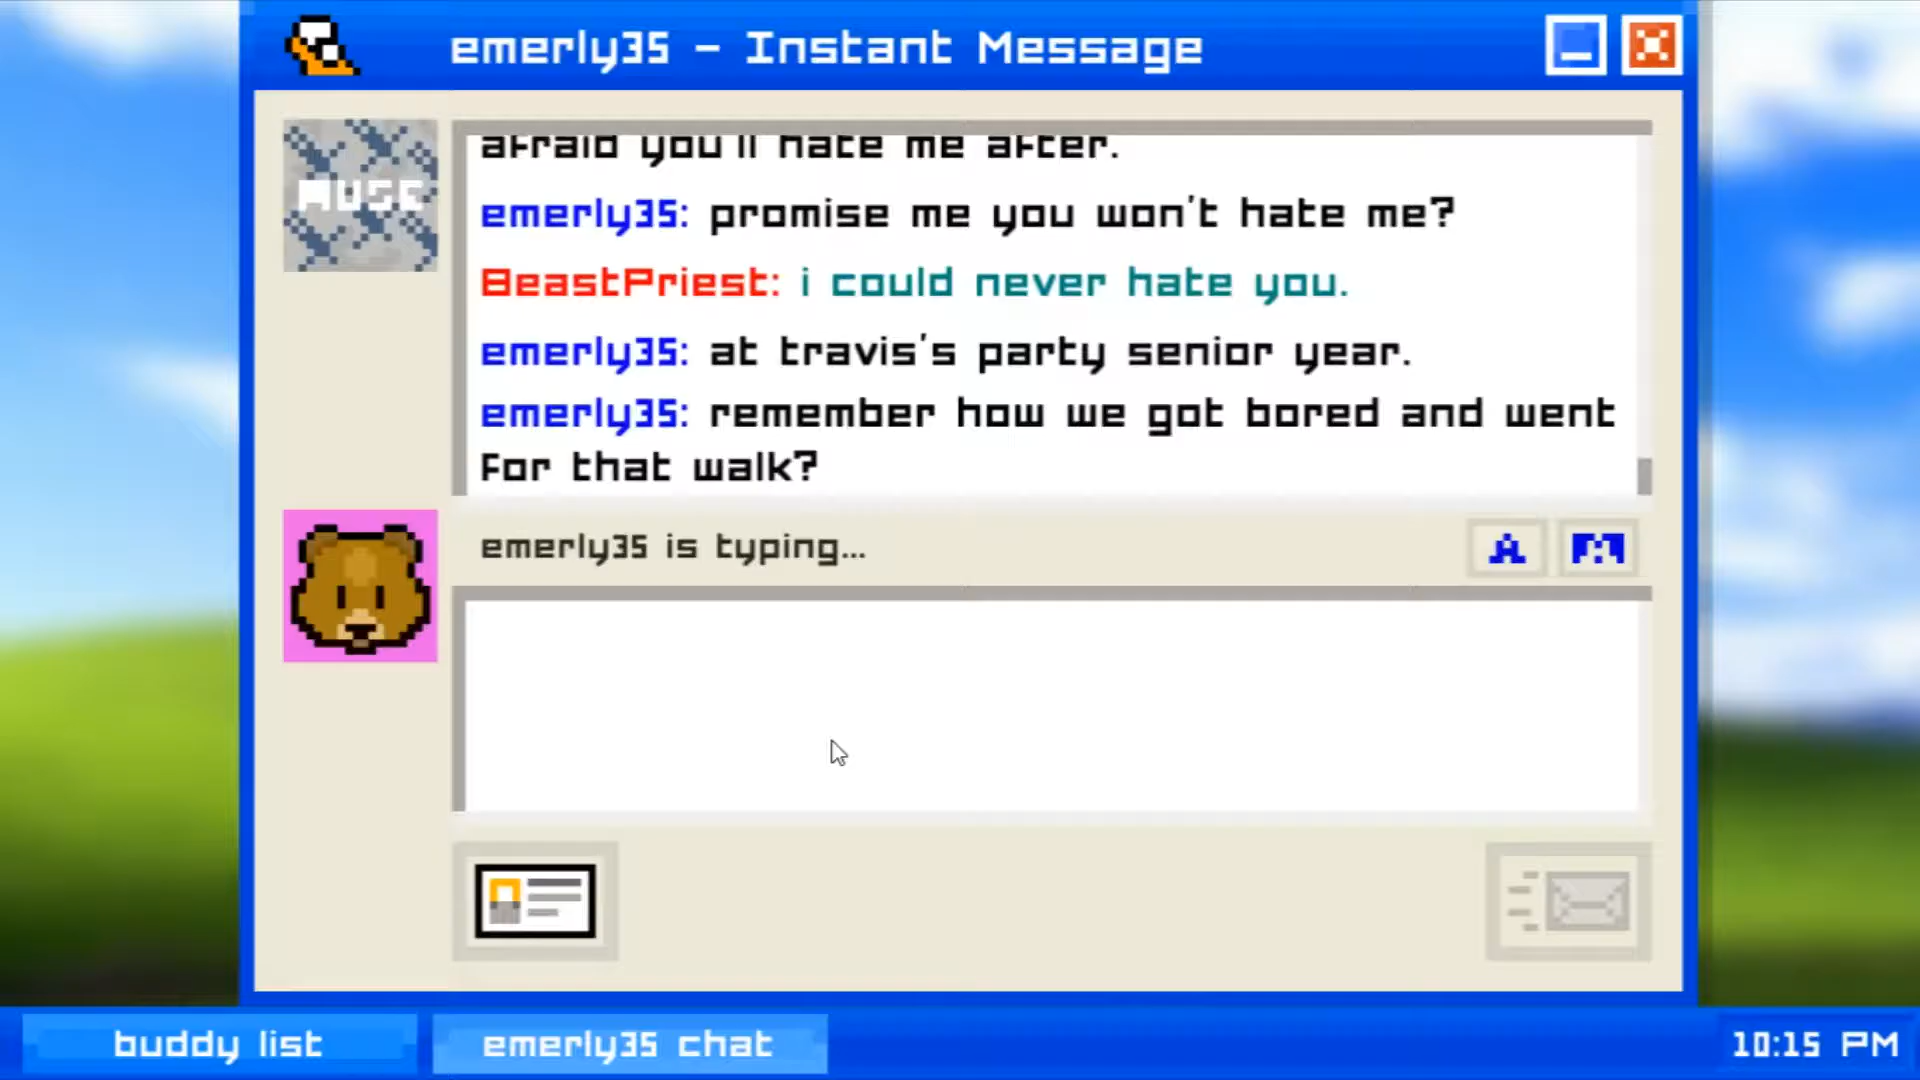 emerly35 - Instant Message
MUSE
afraid you'll hate me after.
emerly35: promise me you won't hate me?
BeastPriest: i could never hate you.
emerly35: at travis's party senior year.
emerly35: remember how we got bored and went
for that walk?
emerly35 is typing...
A
buddy list
emerly35 chat
10:15 PM